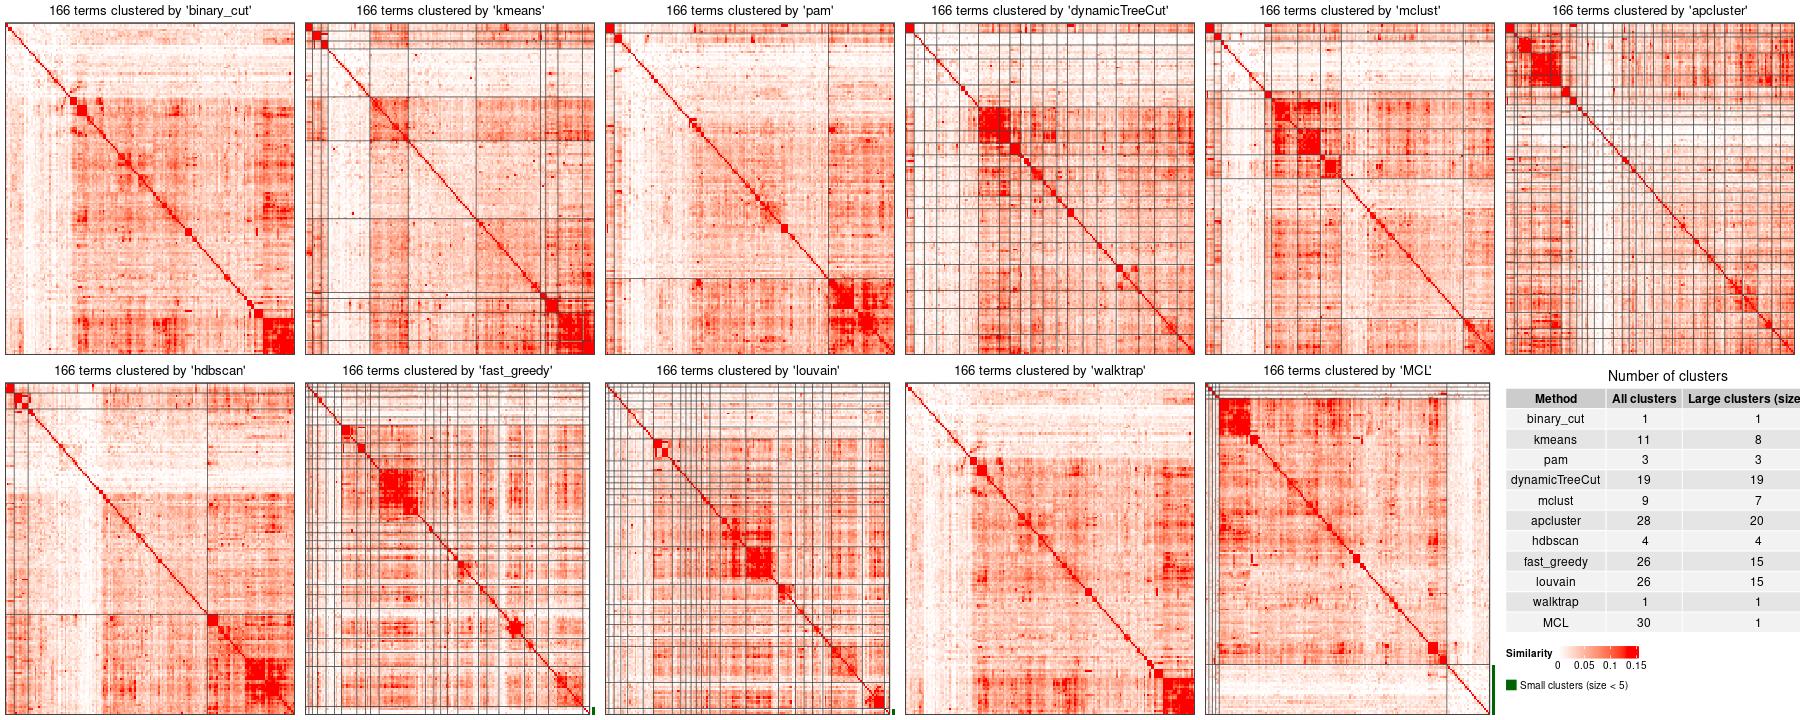 166 terms clustered by 'binary_cut'
166 terms clustered by 'kmeans'
166 terms clustered by 'pam'
166 terms clustered by 'dynamicTreeCut'
166 terms clustered by 'mclust'
166 terms clustered by 'apcluster'
166 terms clustered by 'hdbscan'
166 terms clustered by 'fast_greedy'
166 terms clustered by 'louvain'
166 terms clustered by 'walktrap'
166 terms clustered by 'MCL'
Number of clusters
Method All clusters Large clusters (size
binary_cut 1 1
kmeans 11 8
pam 3 3
dynamicTreeCut 19 19
mclust 9 7
apcluster 28 20
hdbscan 4 4
fast_greedy 26 15
louvain 26 15
walktrap 1 1
MCL 30 1
Similarity
0 0.05 0.1 0.15
Small clusters (size < 5)